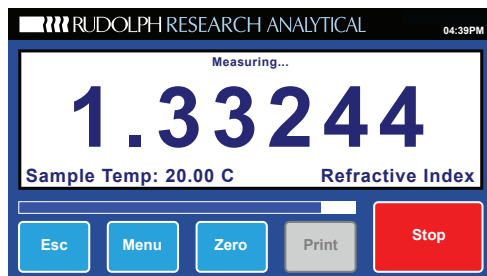 RUDOLPH RESEARCH ANALYTICAL 04:39PM
Measuring...
1.33244
Sample Temp: 20.00 C Refractive Index
Esc Menu Zero Print Stop